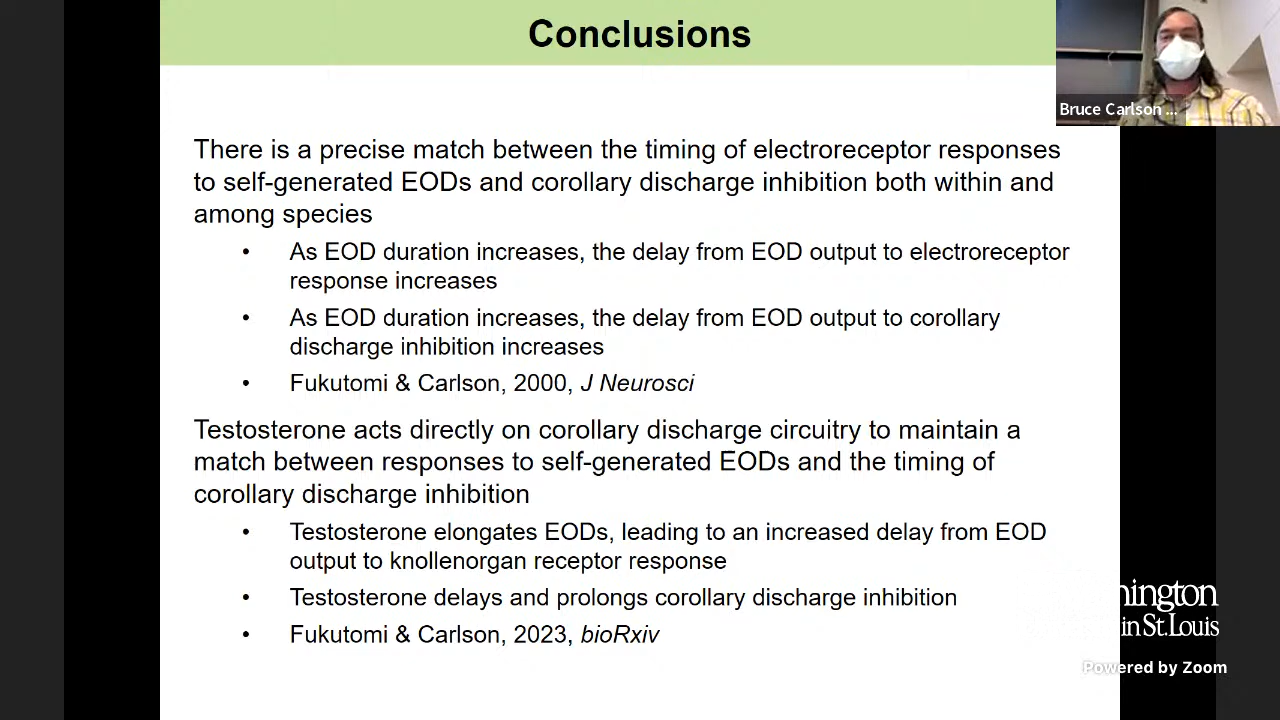 Conclusions
Bruce Carlson ...
There is a precise match between the timing of electroreceptor responses
to self-generated EODs and corollary discharge inhibition both within and
among species
• As EOD duration increases, the delay from EOD output to electroreceptor
response increases
• As EOD duration increases, the delay from EOD output to corollary
discharge inhibition increases
• Fukutomi & Carlson, 2000, J Neurosci
Testosterone acts directly on corollary discharge circuitry to maintain a
match between responses to self-generated EODs and the timing of
corollary discharge inhibition
• Testosterone elongates EODs, leading to an increased delay from EOD
output to knollenorgan receptor response
• Testosterone delays and prolongs corollary discharge inhibition
• Fukutomi & Carlson, 2023, bioRxiv
hington
in St.Louis
Powered by Zoom